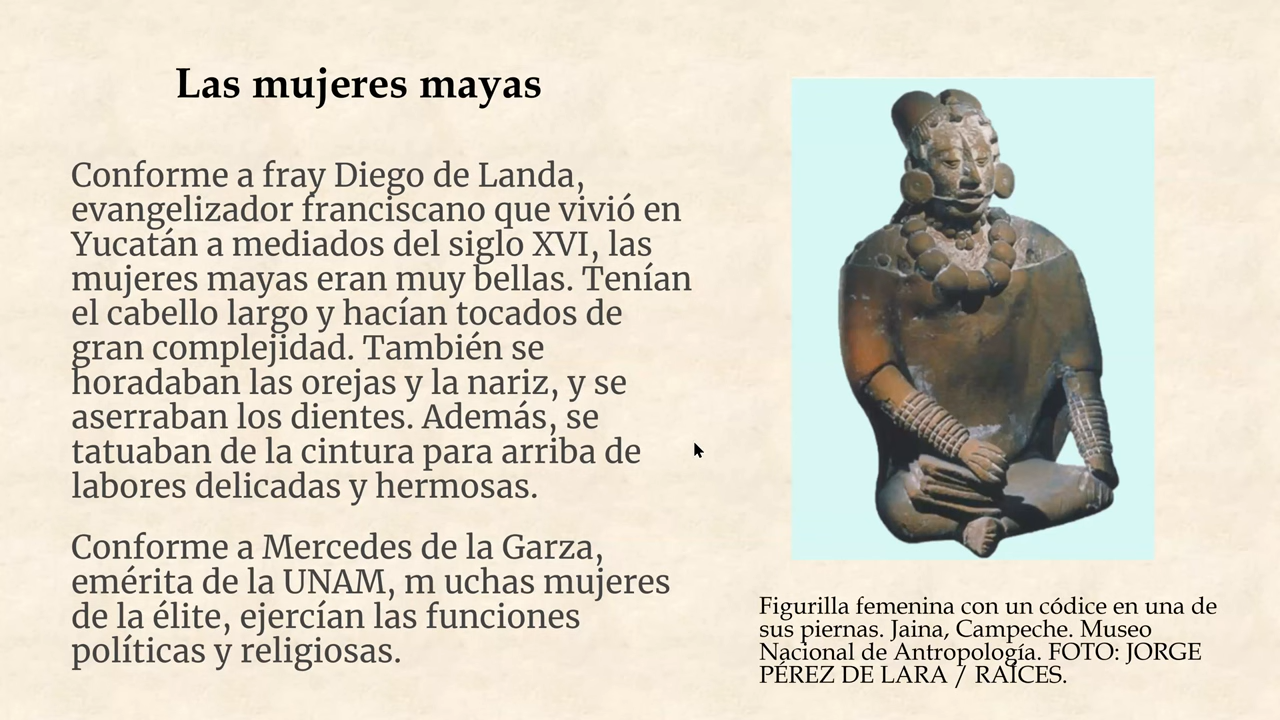 Las mujeres mayas
Conforme a fray Diego de Landa,
evangelizador franciscano que vivió en
Yucatán a mediados del siglo XVI, las
mujeres mayas eran muy bellas. Tenían
el cabello largo y hacían tocados de
gran complejidad. También se
horadaban las orejas y la nariz, y se
aserraban los dientes. Además, se
tatuaban de la cintura para arriba de
labores delicadas y hermosas.
Conforme a Mercedes de la Garza,
emérita de la UNAM, m uchas mujeres
de la élite, ejercían las funciones
políticas y religiosas.
Figurilla femenina con un códice en una de
sus piernas. Jaina, Campeche. Museo
Nacional de Antropología. FOTO: JORGE
PÉREZ DE LARA / RAÍCES.